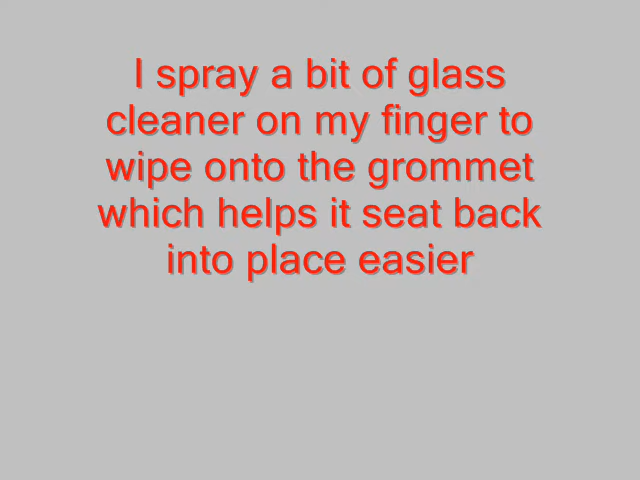 I spray a bit of glass
cleaner on my finger to
wipe onto the grommet
which helps it seat back
into place easier